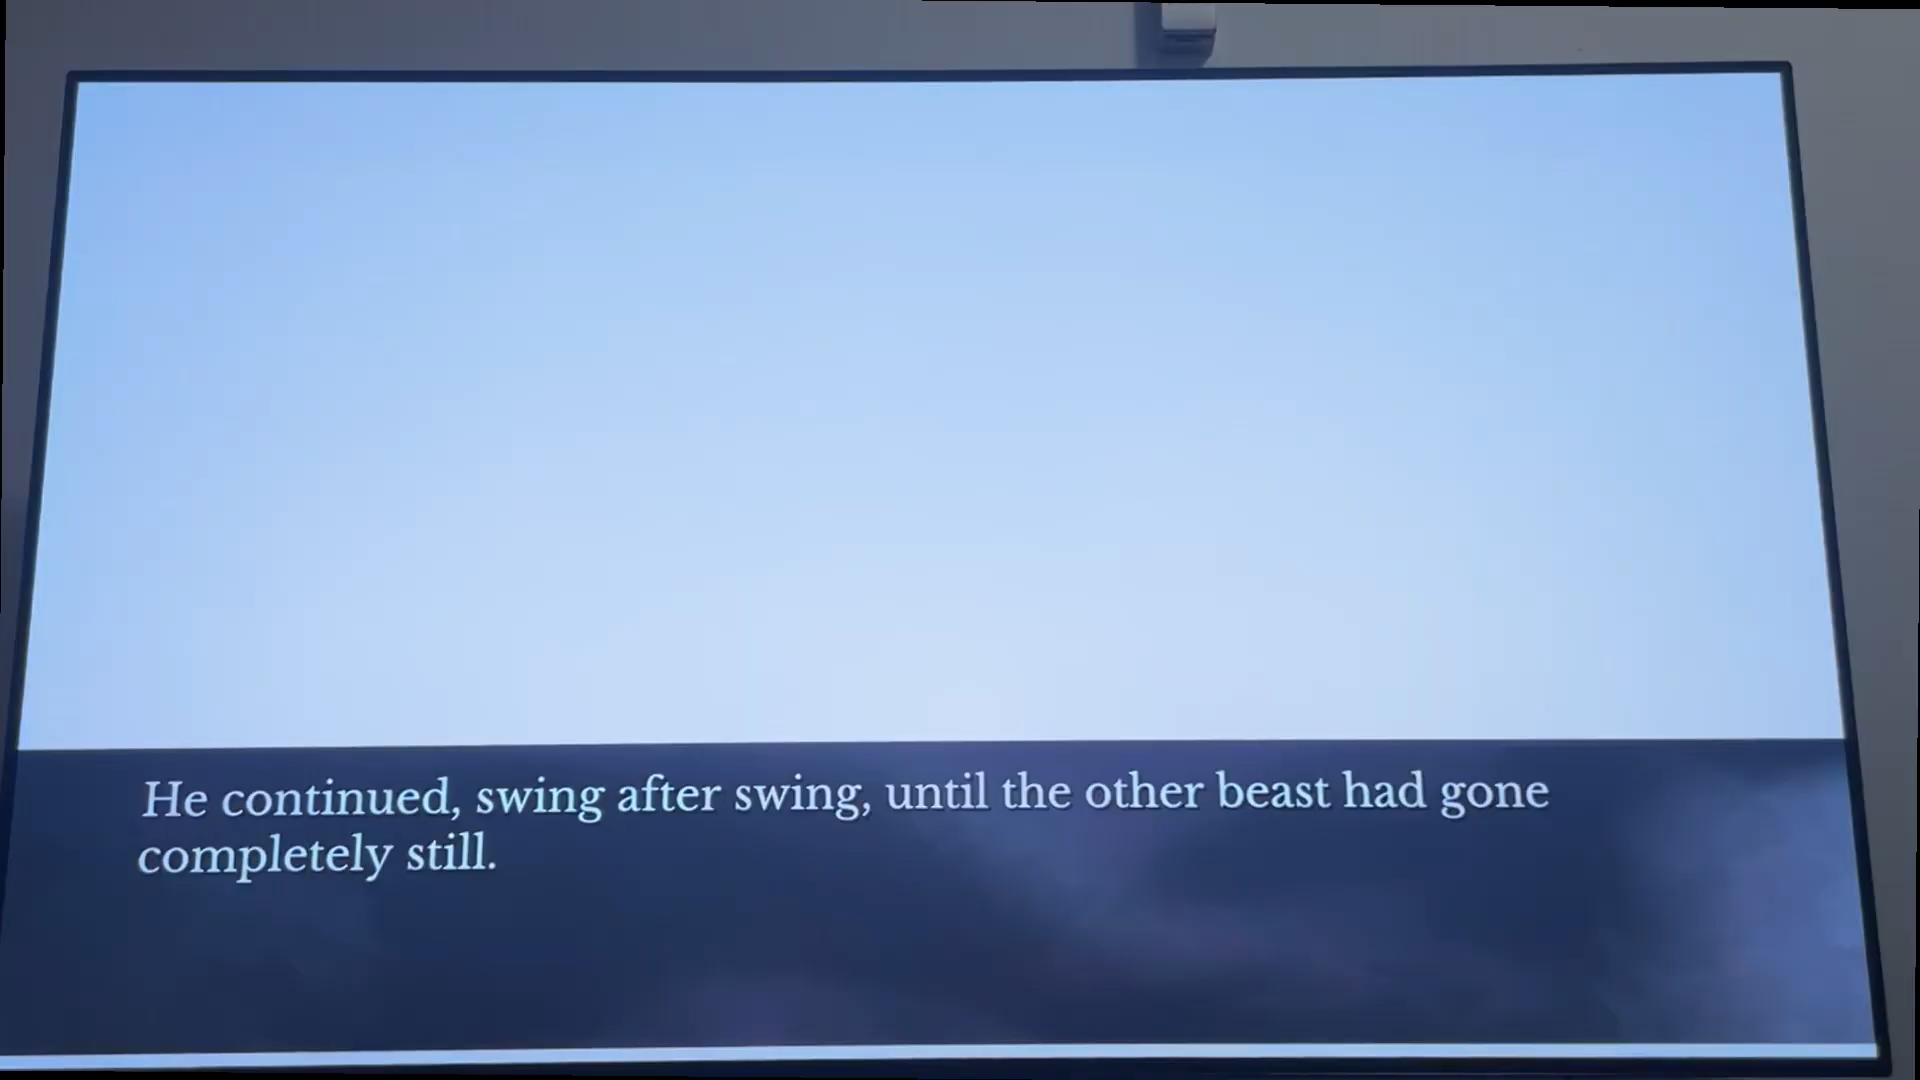 He continued, swing after swing, until the other beast had gone
completely still.